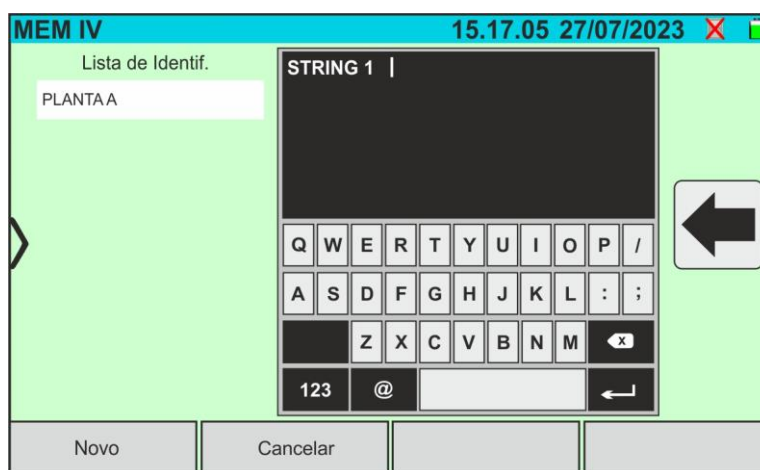 MEM IV 15.17.05 27/07/2023
Lista de Identif.
PLANTA A
STRING 1
Q W E R T Y U I O P /
A S D F G H J K L : ;
Z X C V B N M x
123 @
Novo Cancelar